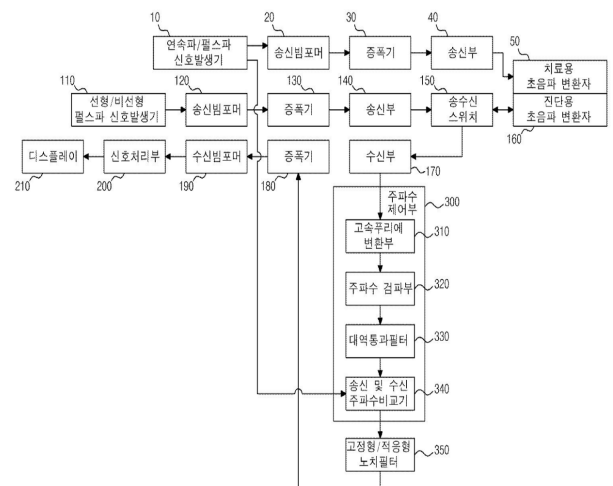 10
20
30
40
50
연속파/펄스파
신호발생기
송신빔포머
증폭기
송신부
치료용
초음파 변환자
110
120
130
140
150
선형/비선형
펄스파 신호발생기
송신빔포머
증폭기
송신부
송수신
스위치
진단용
초음파 변환자
160
디스플레이
신호처리부
수신빔포머
증폭기
수신부
210
200
190
180
170
주파수
제어부
300
고속푸리에
변환부
310
주파수 검파부
320
대역통과필터
330
송신 및 수신
주파수비교기
340
고정형/적응형
노치필터
350